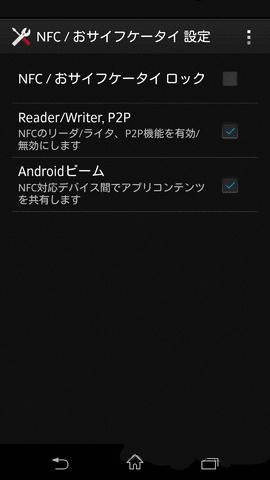 NFC / おサイフケータイ 設定
NFC / おサイフケータイ ロック
Reader/Writer, P2P
NFCのリーダ/ライタ、P2P機能を有効/
無効にします
Androidビーム
NFC対応デバイス間でアプリコンテンツ
を共有します